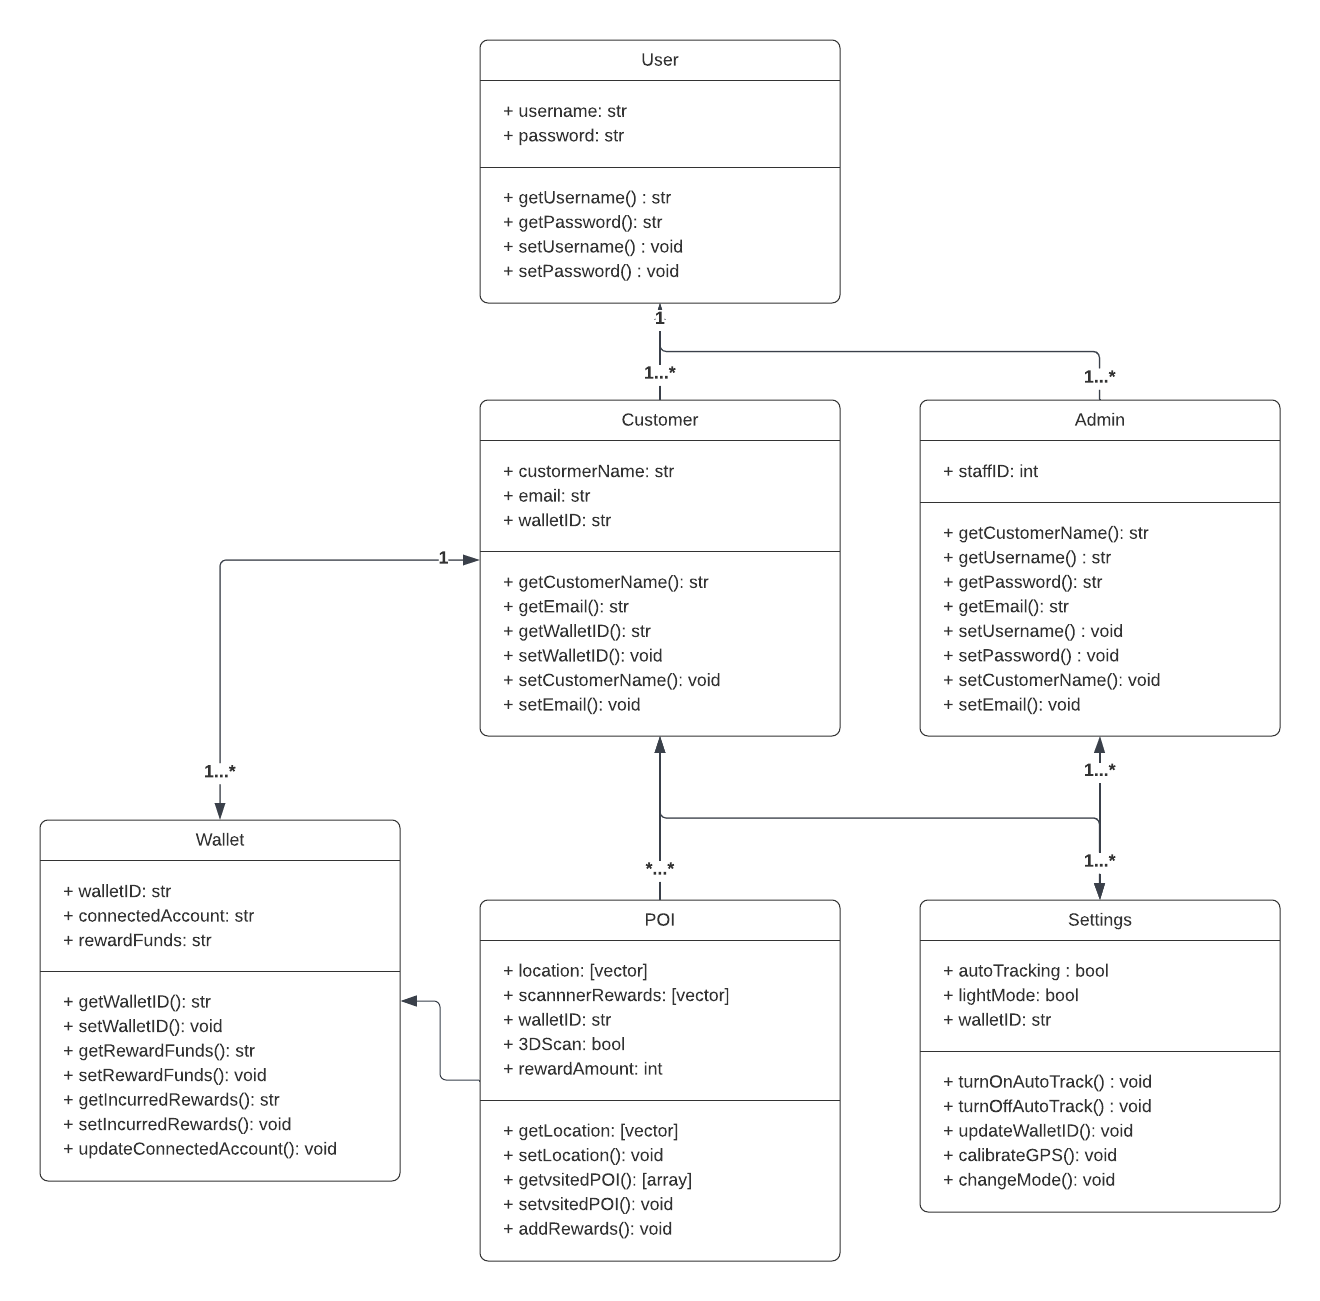 User
+ username: str
+ password: str
+ getUsername() : str
+ getPassword(): str
+ setUsername() : void
+ setPassword() : void
1
1...*
1...*
Customer
+ custormerName: str
+ email: str
+ walletID: str
+ getCustomerName(): str
+ getEmail(): str
+ getWalletID(): str
+ setWalletID(): void
+ setCustomerName(): void
+ setEmail(): void
Admin
+ staffID: int
+ getCustomerName(): str
+ getUsername() : str
+ getPassword(): str
+ getEmail(): str
+ setUsername() : void
+ setPassword() : void
+ setCustomerName(): void
+ setEmail(): void
1
1...*
1...*
*...*
1...*
Wallet
+ walletID: str
+ connectedAccount: str
+ rewardFunds: str
+ getWalletID(): str
+ setWalletID(): void
+ getRewardFunds(): str
+ setRewardFunds(): void
+ getIncurredRewards(): str
+ setIncurredRewards(): void
+ updateConnectedAccount(): void
POI
+ location: [vector]
+ scannnerRewards: [vector]
+ walletID: str
+ 3DScan: bool
+ rewardAmount: int
+ getLocation: [vector]
+ setLocation(): void
+ getvsitedPOI(): [array]
+ setvsitedPOI(): void
+ addRewards(): void
Settings
+ autoTracking : bool
+ lightMode: bool
+ walletID: str
+ turnOnAutoTrack() : void
+ turnOffAutoTrack() : void
+ updateWalletID(): void
+ calibrateGPS(): void
+ changeMode(): void